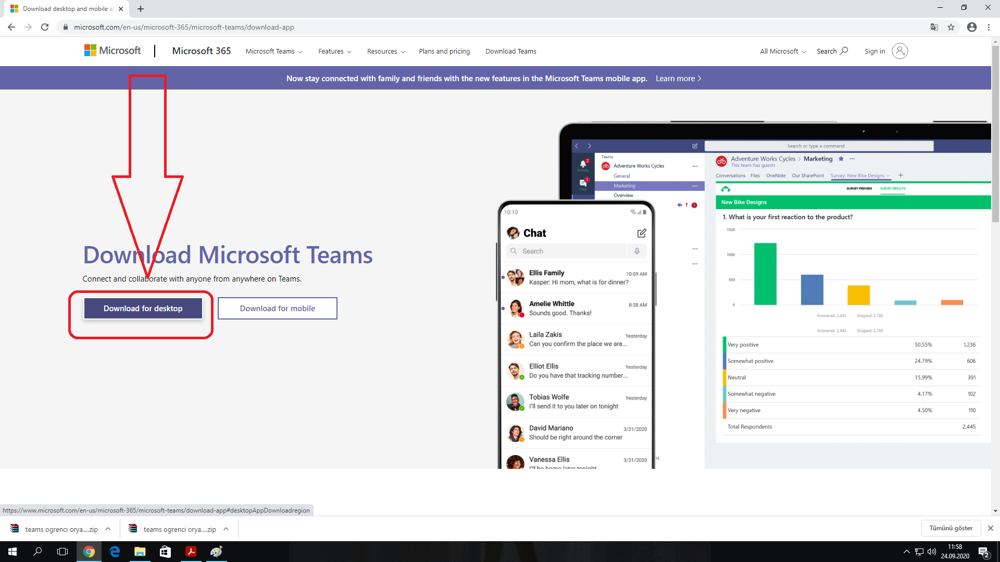 Download desktop and mobile a
microsoft.com/en-us/microsoft-365/microsoft-teams/download-app
Microsoft
Microsoft 365
Microsoft Teams
Features
Resources
Plans and pricing
Download Teams
All Microsoft
Search
Sign in
Now stay connected with family and friends with the new features in the Microsoft Teams mobile app. Learn more
Download Microsoft Teams
Connect and collaborate with anyone from anywhere on Teams.
Download for desktop
Download for mobile
Search or type a command
2
Activity
1
Chat
Teams
Adventure Works Cycles
General
Marketing
Overview
1
Adventure Works Cycles > Marketing
This team has guests
Conversations Files OneNote Our SharePoint Survey: New Bike Designs
SURVEY PREVIEW SURVEY RESULTS
New Bike Designs
1. What is your first reaction to the product?
1500
1000
500
0
Answered: 2,445 Skipped: 2,760
Answered: 2,445 Skipped: 2,760
Very positive 50.55% 1,236
Somewhat positive 24.79% 606
Neutral 15.99% 391
Somewhat negative 4.17% 102
Very negative 4.50% 110
Total Respondents 2,445
10:10
Chat
Search
Ellis Family 10:09 AM
Kasper: Hi mom, what is for dinner?
Amelie Whittle 8:38 AM
Sounds good. Thanks!
Laila Zakis Yesterday
Can you confirm the place we are...
Elliot Ellis Yesterday
Do you have that tracking number...
Tobias Wolfe Yesterday
I'll send it to you later on tonight
David Mariano 3/31/2020
Should be right around the corner
Vanessa Ellis 3/31/2020
I'll be home later tonight
ns
https://www.microsoft.com/en-us/microsoft-365/microsoft-teams/download-app#desktopAppDownloadregion
teams ogrencı orya....zip
teams ogrenci orya....zip
Tümünü göster
11:58
24.09.2020
2